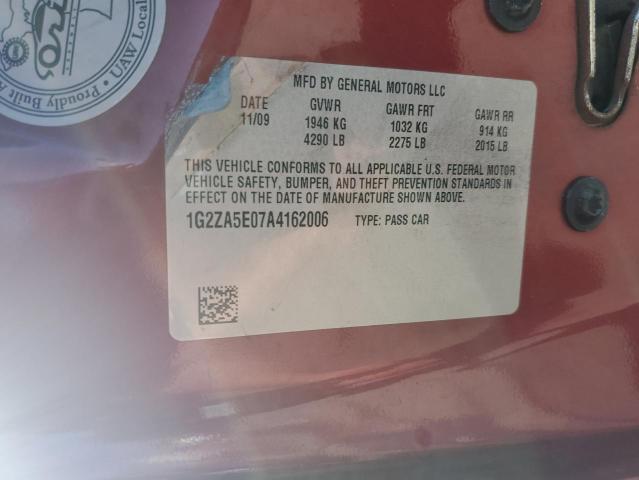 Proudly Built
UAW Local
MFD BY GENERAL MOTORS LLC
DATE GVWR GAWR FRT GAWR RR
11/09 1946 KG 1032 KG 914 KG
4290 LB 2275 LB 2015 LB
THIS VEHICLE CONFORMS TO ALL APPLICABLE U.S. FEDERAL MOTOR
VEHICLE SAFETY, BUMPER, AND THEFT PREVENTION STANDARDS IN
EFFECT ON THE DATE OF MANUFACTURE SHOWN ABOVE.
1G2ZA5E07A4162006 TYPE: PASS CAR